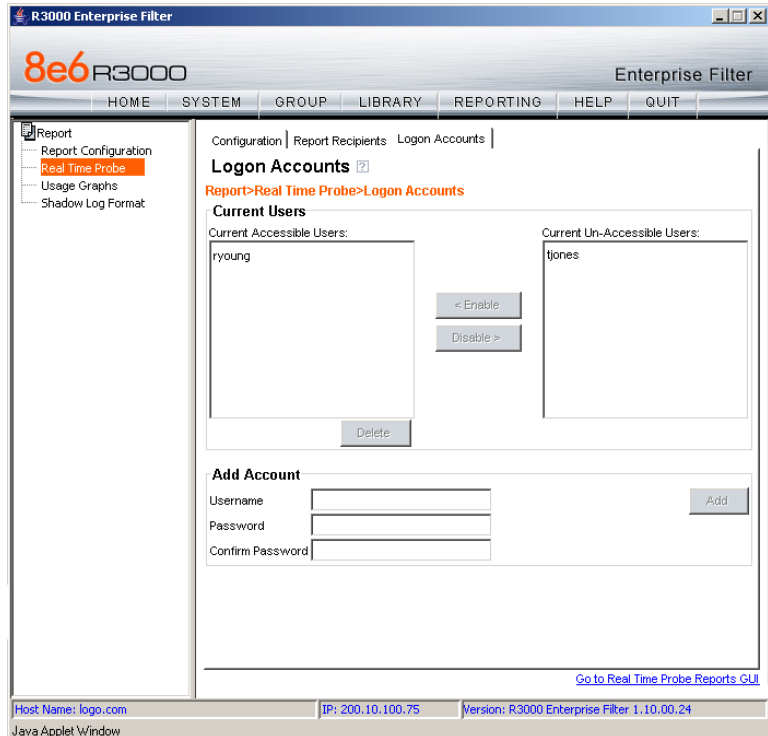 R3000 Enterprise Filter
8e6 R3000
Enterprise Filter
HOME SYSTEM GROUP LIBRARY REPORTING HELP QUIT
Report
Report Configuration
Real Time Probe
Usage Graphs
Shadow Log Format
Configuration Report Recipients Logon Accounts
Logon Accounts ?
Report>Real Time Probe>Logon Accounts
Current Users
Current Accessible Users:
ryoung
< Enable
Disable >
Current Un-Accessible Users:
tjones
Delete
Add Account
Username
Add
Password
Confirm Password
Go to Real Time Probe Reports GUI
Host Name: logo.com IP: 200.10.100.75 Version: R3000 Enterprise Filter 1.10.00.24
Java Applet Window